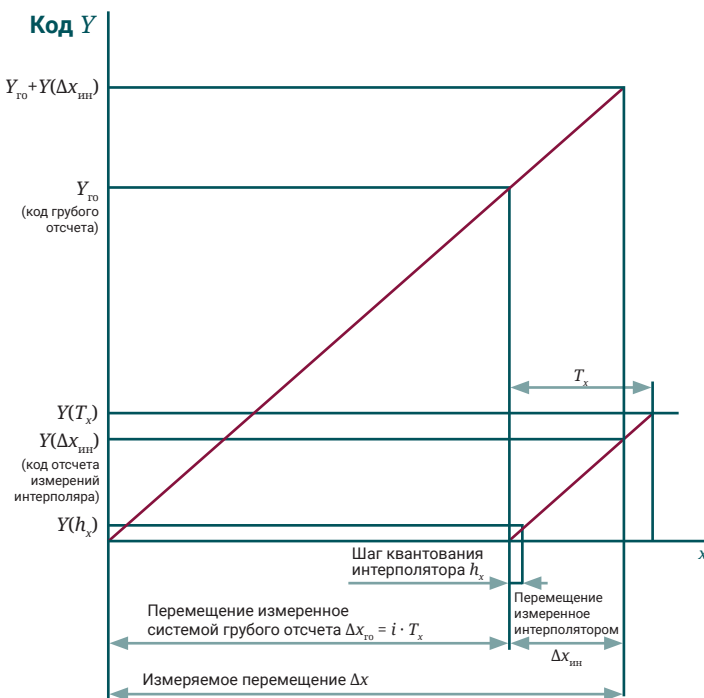 Код Y
Yго+Y(Δxин)
Yго
(код грубого
отсчета)
Tx
Y(Tx)
Y(Δxин)
(код отсчета
измерений
интерполяра)
Y(hx)
x
Шаг квантования
интерполятора hx
Перемещение
измеренное
интерполятором
Δxин
Перемещение измеренное
системой грубого отсчета Δxго = i · Tx
Измеряемое перемещение Δx